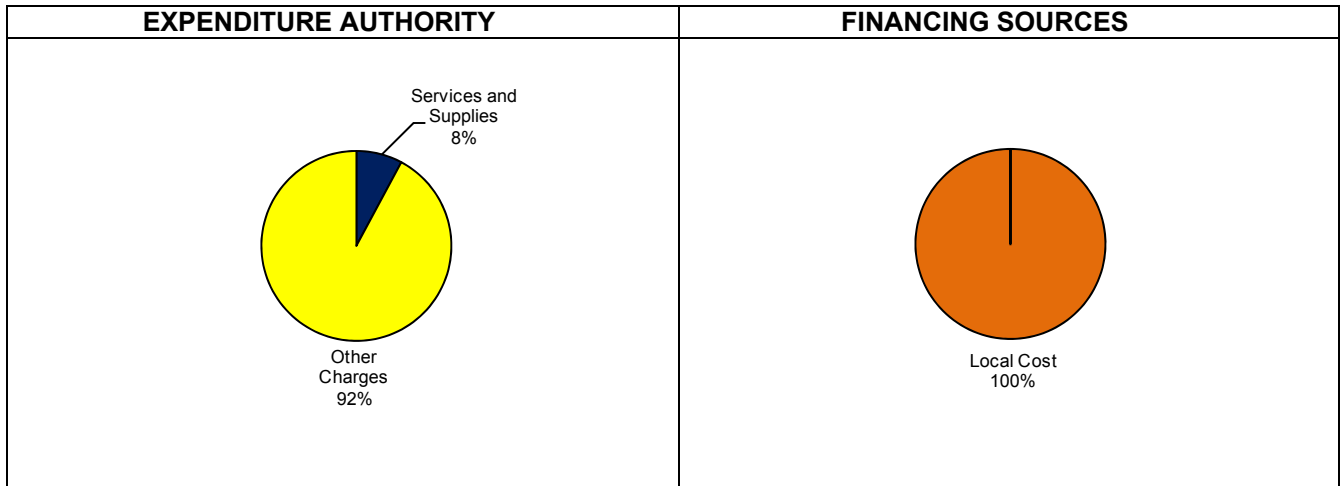 EXPENDITURE AUTHORITY
FINANCING SOURCES
Services and
Supplies
8%
Other
Charges
92%
Local Cost
100%